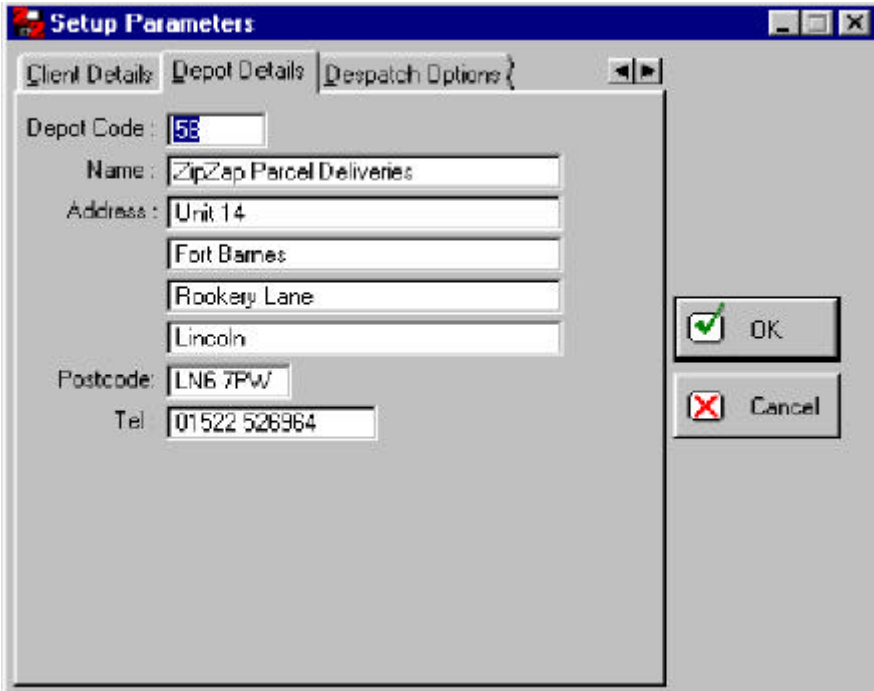 Setup Parameters
Client Details Depot Details Despatch Options
Depot Code :
Name : ZipZap Parcel Deliveries
Address : Unit 14
Fort Barnes
Rookery Lane
Lincoln
Postcode: LN6 7PW
Tel 01522 526964
OK
Cancel